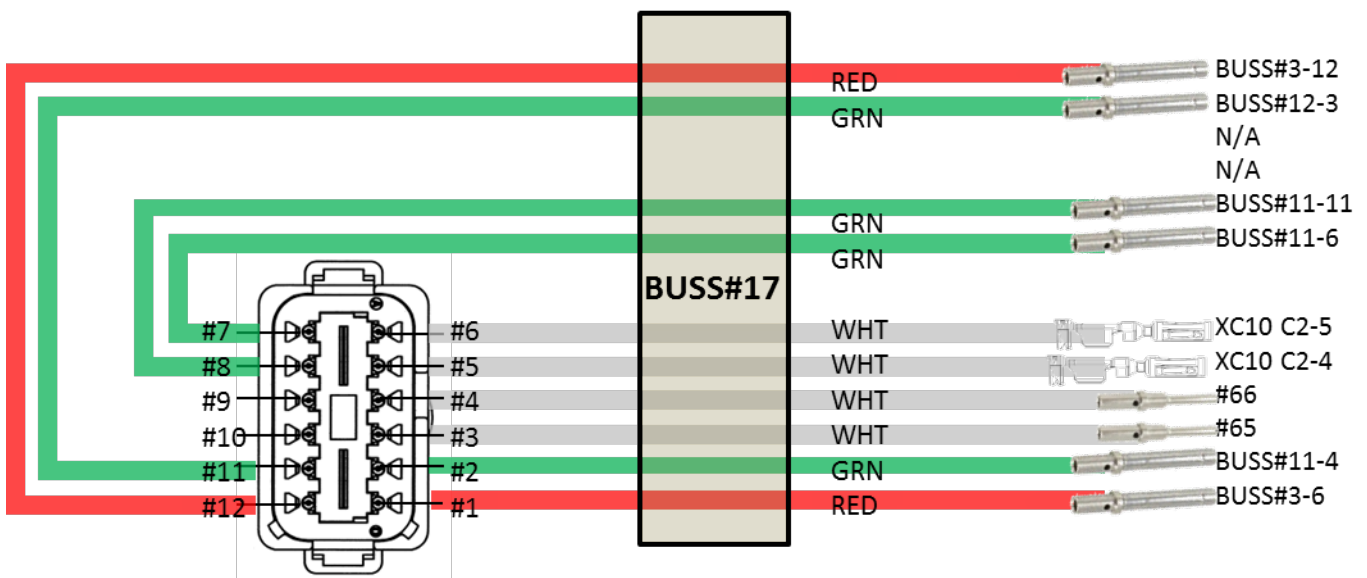 RED BUSS#3-12
GRN BUSS#12-3
N/A
N/A
GRN BUSS#11-11
GRN BUSS#11-6
BUSS#17
#7 #6 WHT XC10 C2-5
#8 #5 WHT XC10 C2-4
#9 #4 WHT #66
#10 #3 WHT #65
#11 #2 GRN BUSS#11-4
#12 #1 RED BUSS#3-6